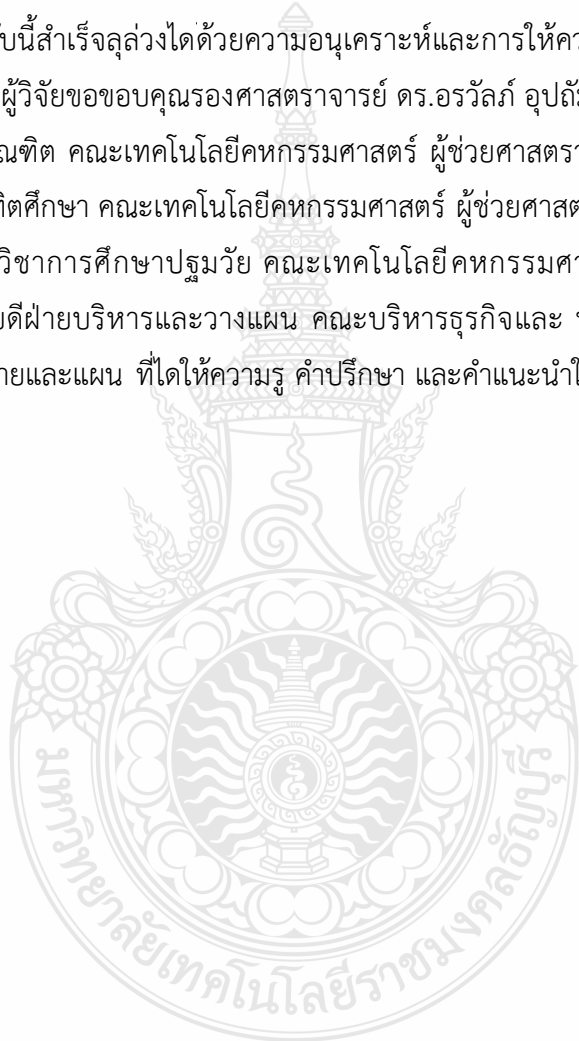 บนี้สำเร็จลุล่วงได้ด้วยความอนุเคราะห์และการให้คว
ผู้วิจัยขอขอบคุณรองศาสตราจารย์ ดร.อรวัลภ์ อุปถัม
ณฑิต คณะเทคโนโลยีคหกรรมศาสตร์ ผู้ช่วยศาสตรา
ทิตศึกษา คณะเทคโนโลยีคหกรรมศาสตร์ ผู้ช่วยศาสต
วิชาการศึกษาปฐมวัย คณะเทคโนโลยีคหกรรมศา
บดีฝ่ายบริหารและวางแผน คณะบริหารธุรกิจและ
ายและแผน ที่ไดให้ความรู คำปรึกษา และคำแนะนำใ
มหาวิทยาลัยเทคโนโลยีราชมงคลธัญบุรี